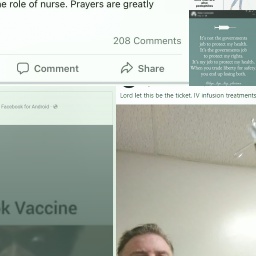 e role of nurse. Prayers are greatly
208 Comments
Comment
Share
It's not the governments
job to protect my health.
It's the governments job
to protect my rights.
It's my job to protect my health.
When you trade liberty for safety
you end up losing both.
Facebook for Android
Lord let this be the ticket. IV infusion treatments
k Vaccine